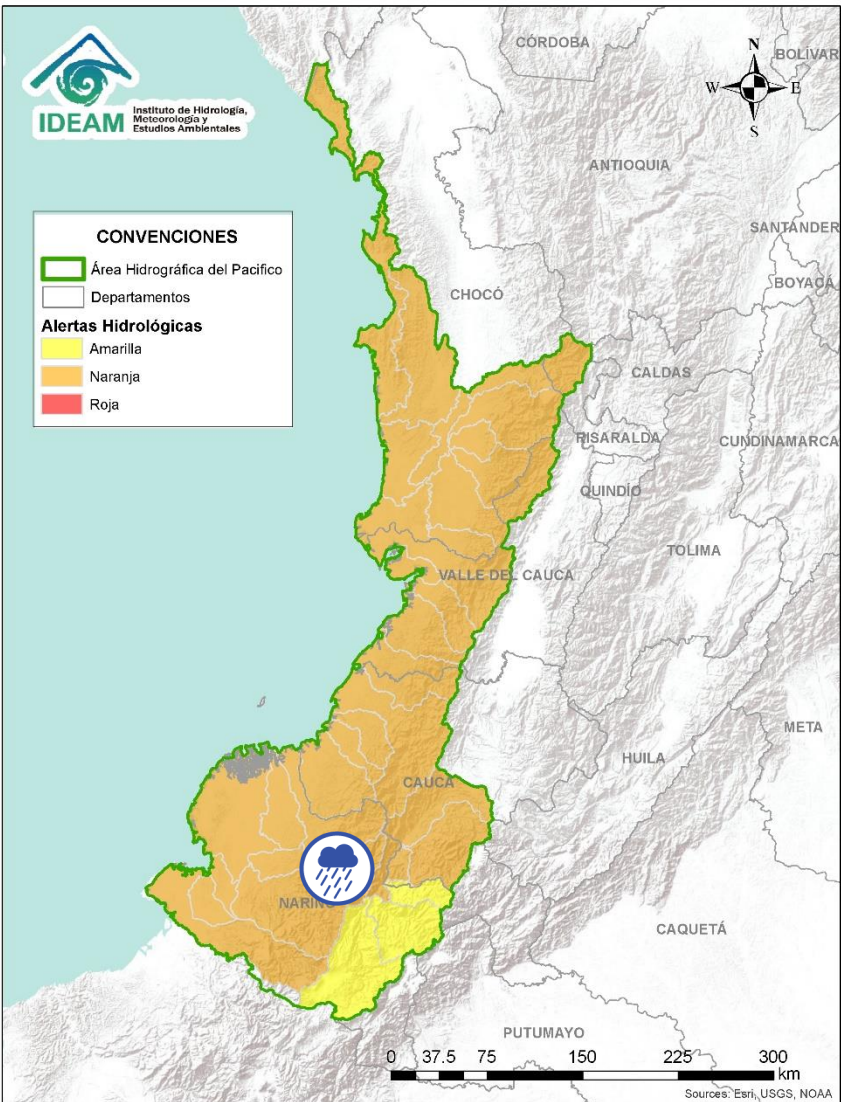 IDEAM
Instituto de Hidrología,
Meteorología y
Estudios Ambientales
CÓRDOBA
BOLIVAR
N
W
E
S
ANTIOQUIA
SANTANDER
BOYACÁ
CONVENCIONES
Área Hidrográfica del Pacifico
Departamentos
Alertas Hidrológicas
Amarilla
Naranja
Roja
CHOCÓ
CALDAS
RISARALDA
CUNDINAMARCA
QUINDÍO
TOLIMA
VALLE DEL CAUCA
META
HUILA
CAUCA
NARIÑO
CAQUETÁ
PUTUMAYO
0 37.5 75 150 225 300
km
Sources: Esri, USGS, NOAA